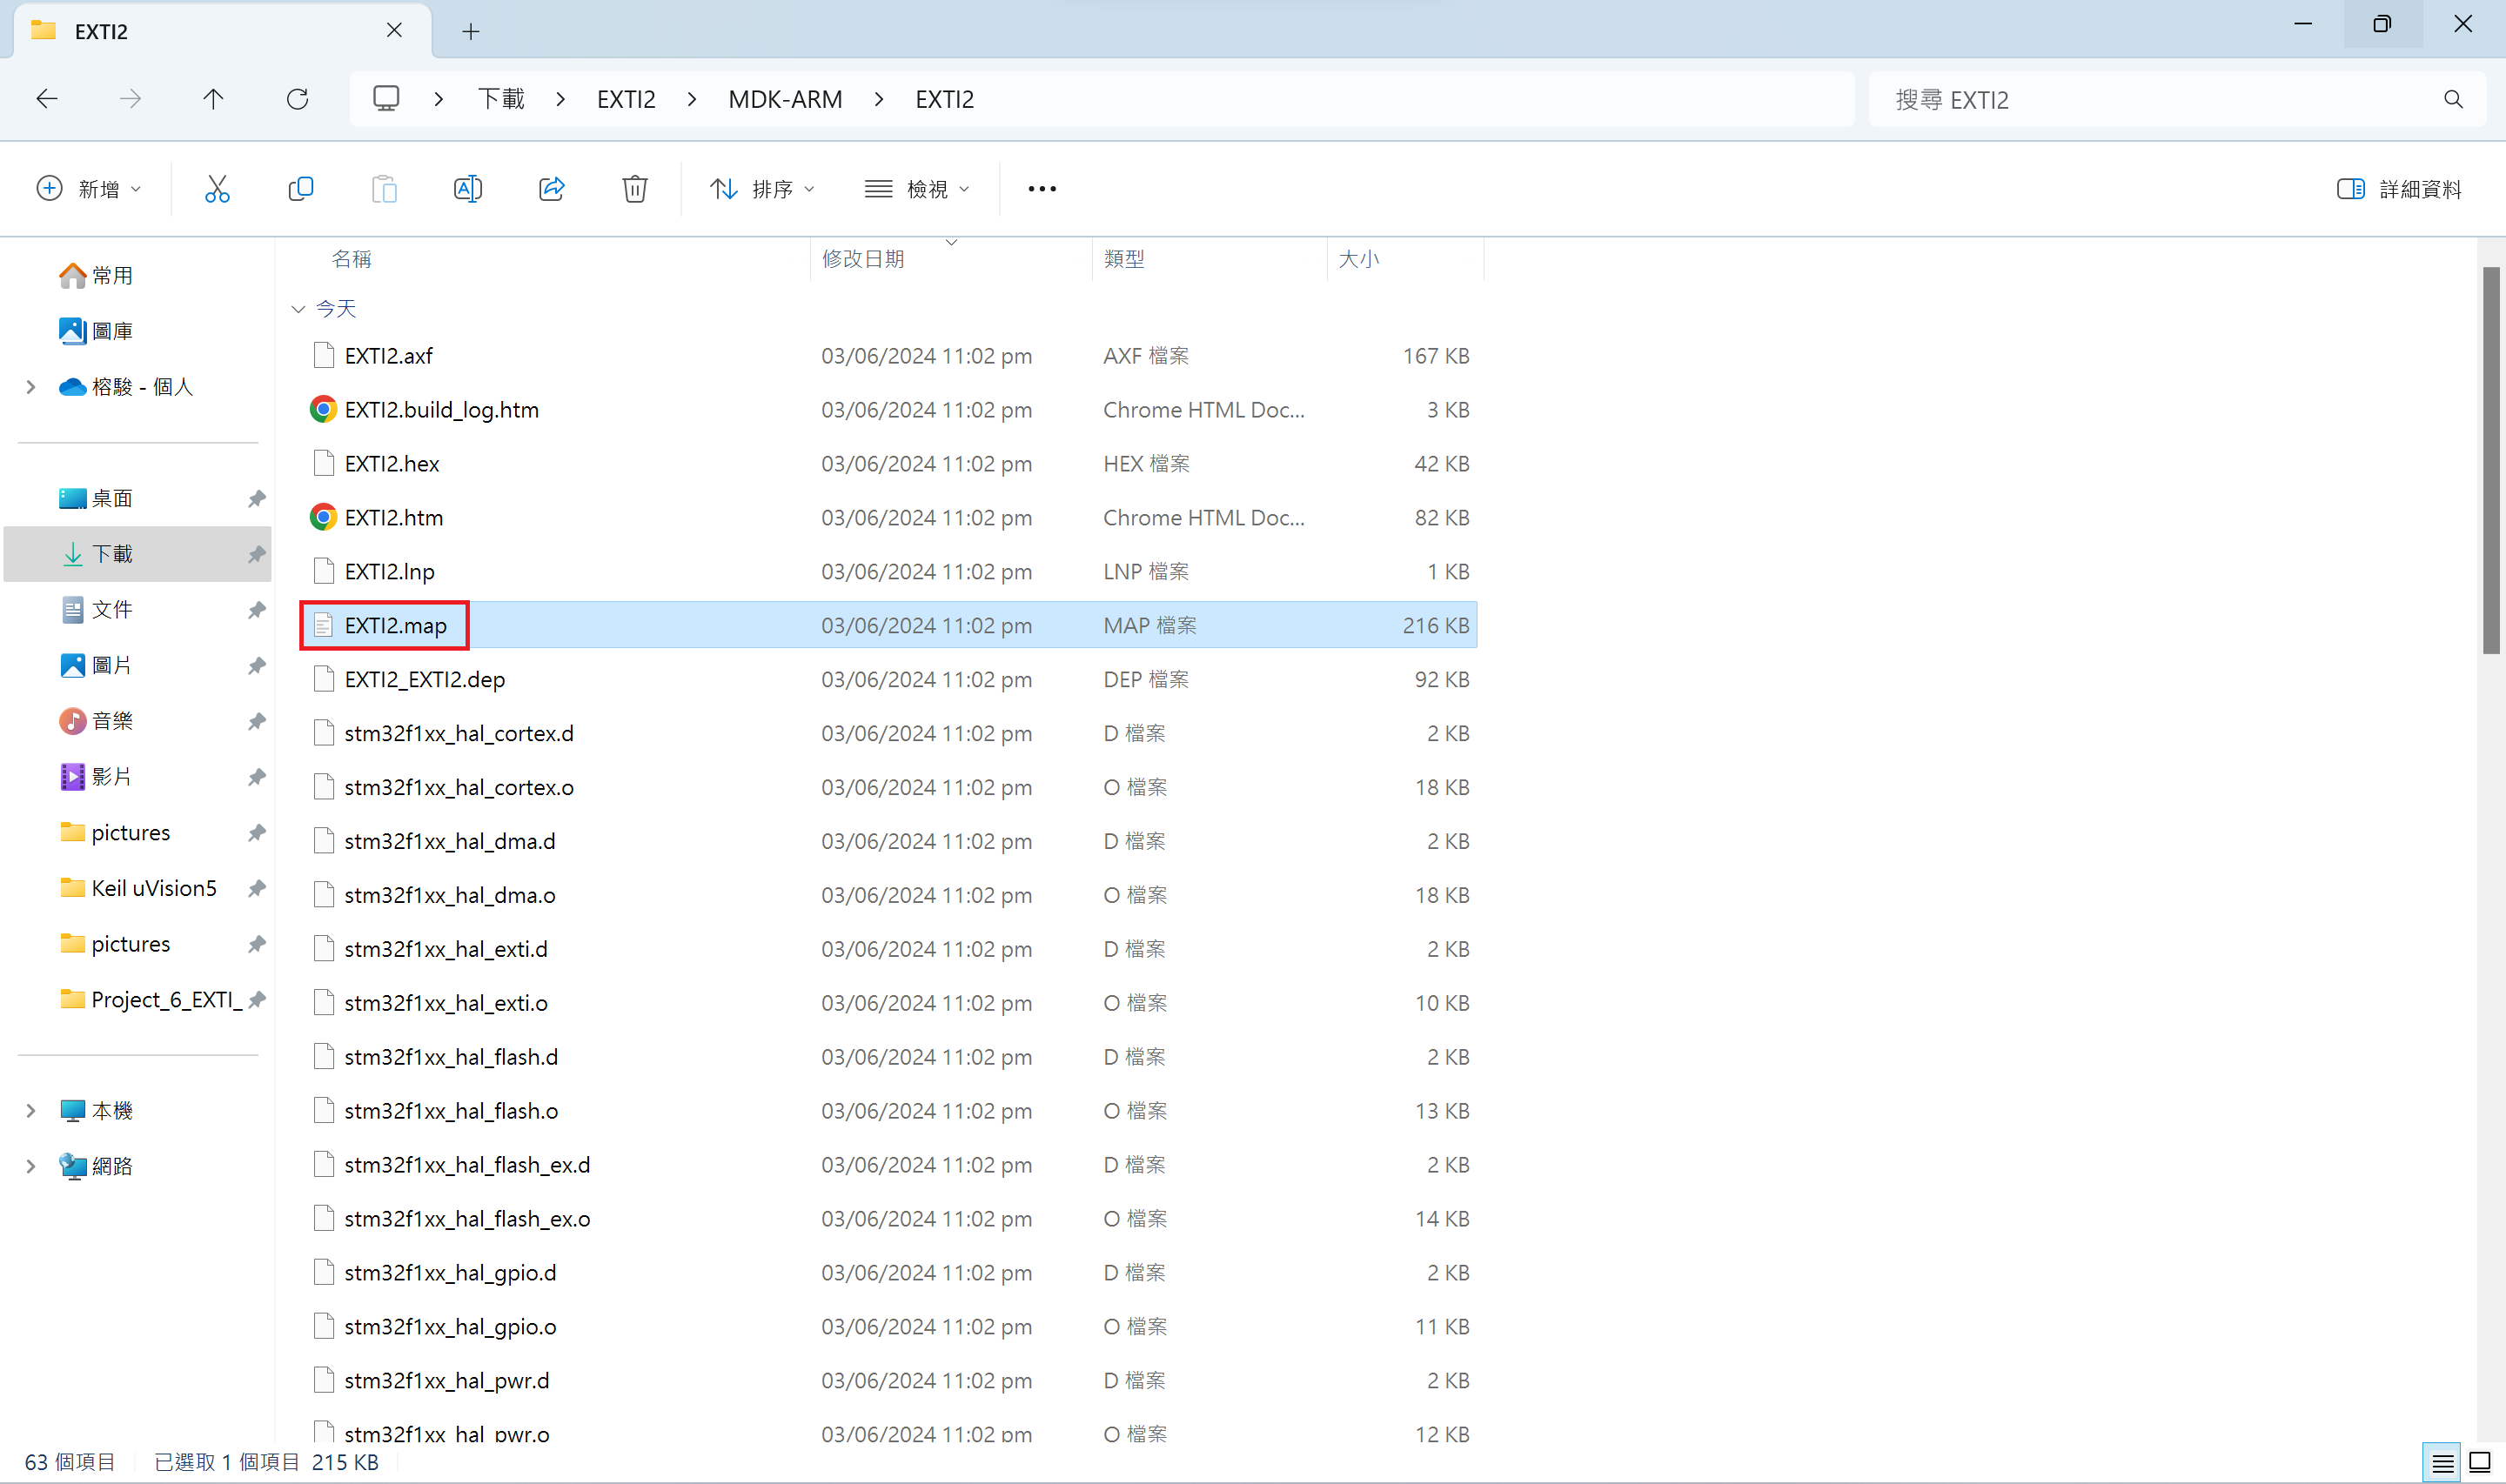 EXTI2
下載 EXTI2 MDK-ARM EXTI2
搜尋 EXTI2
新增 排序 檢視 詳細資料
常用
圖庫
榕駿 - 個人
桌面
下載
文件
圖片
音樂
影片
pictures
Keil uVision5
pictures
Project_6_EXTI_
本機
網路
名稱 修改日期 類型 大小
今天
EXTI2.axf 03/06/2024 11:02 pm AXF 檔案 167 KB
EXTI2.build_log.htm 03/06/2024 11:02 pm Chrome HTML Doc... 3 KB
EXTI2.hex 03/06/2024 11:02 pm HEX 檔案 42 KB
EXTI2.htm 03/06/2024 11:02 pm Chrome HTML Doc... 82 KB
EXTI2.lnp 03/06/2024 11:02 pm LNP 檔案 1 KB
EXTI2.map 03/06/2024 11:02 pm MAP 檔案 216 KB
EXTI2_EXTI2.dep 03/06/2024 11:02 pm DEP 檔案 92 KB
stm32f1xx_hal_cortex.d 03/06/2024 11:02 pm D 檔案 2 KB
stm32f1xx_hal_cortex.o 03/06/2024 11:02 pm O 檔案 18 KB
stm32f1xx_hal_dma.d 03/06/2024 11:02 pm D 檔案 2 KB
stm32f1xx_hal_dma.o 03/06/2024 11:02 pm O 檔案 18 KB
stm32f1xx_hal_exti.d 03/06/2024 11:02 pm D 檔案 2 KB
stm32f1xx_hal_exti.o 03/06/2024 11:02 pm O 檔案 10 KB
stm32f1xx_hal_flash.d 03/06/2024 11:02 pm D 檔案 2 KB
stm32f1xx_hal_flash.o 03/06/2024 11:02 pm O 檔案 13 KB
stm32f1xx_hal_flash_ex.d 03/06/2024 11:02 pm D 檔案 2 KB
stm32f1xx_hal_flash_ex.o 03/06/2024 11:02 pm O 檔案 14 KB
stm32f1xx_hal_gpio.d 03/06/2024 11:02 pm D 檔案 2 KB
stm32f1xx_hal_gpio.o 03/06/2024 11:02 pm O 檔案 11 KB
stm32f1xx_hal_pwr.d 03/06/2024 11:02 pm D 檔案 2 KB
stm32f1xx_hal_pwr.o 03/06/2024 11:02 pm O 檔案 12 KB
63 個項目 已選取 1 個項目 215 KB